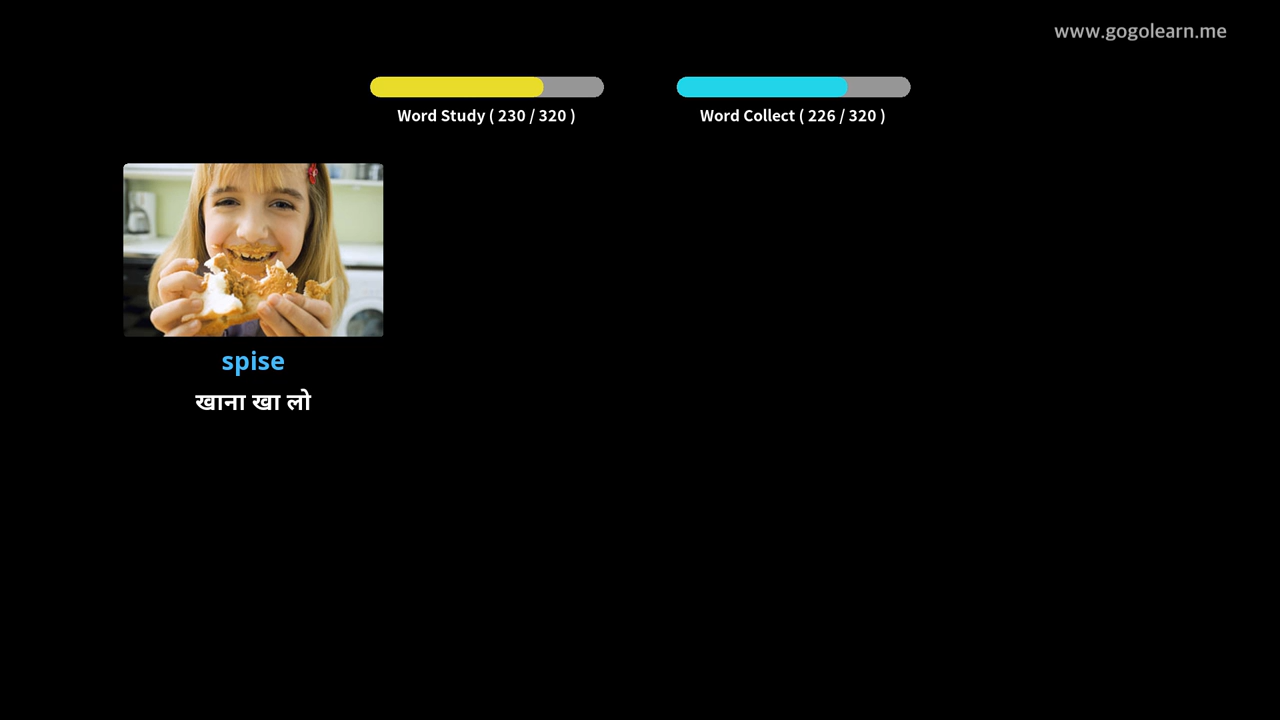 www.gogolearn.me
Word Study ( 230 / 320 )
Word Collect ( 226 / 320 )
spise
खाना खा लो